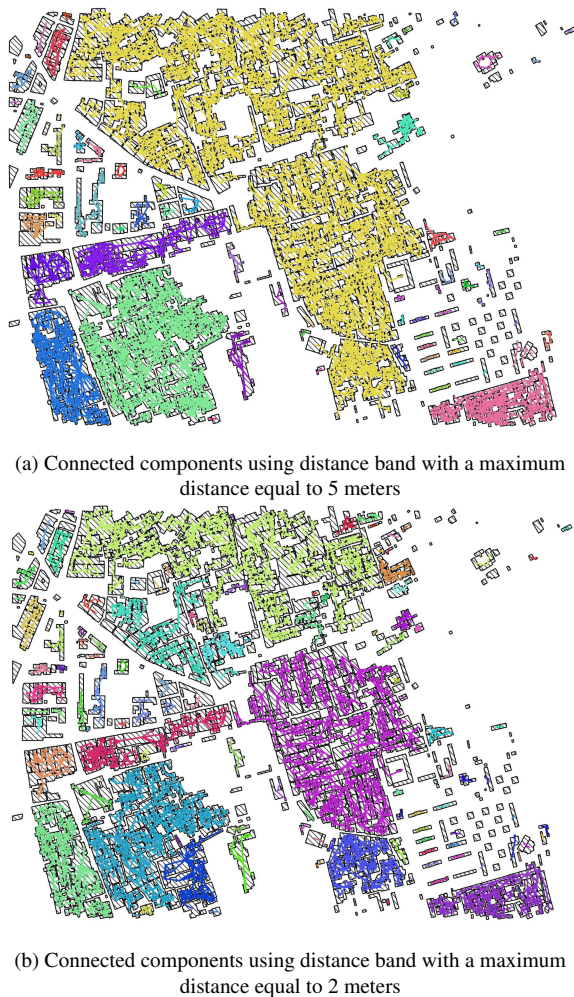 (a) Connected components using distance band with a maximum
distance equal to 5 meters
(b) Connected components using distance band with a maximum
distance equal to 2 meters